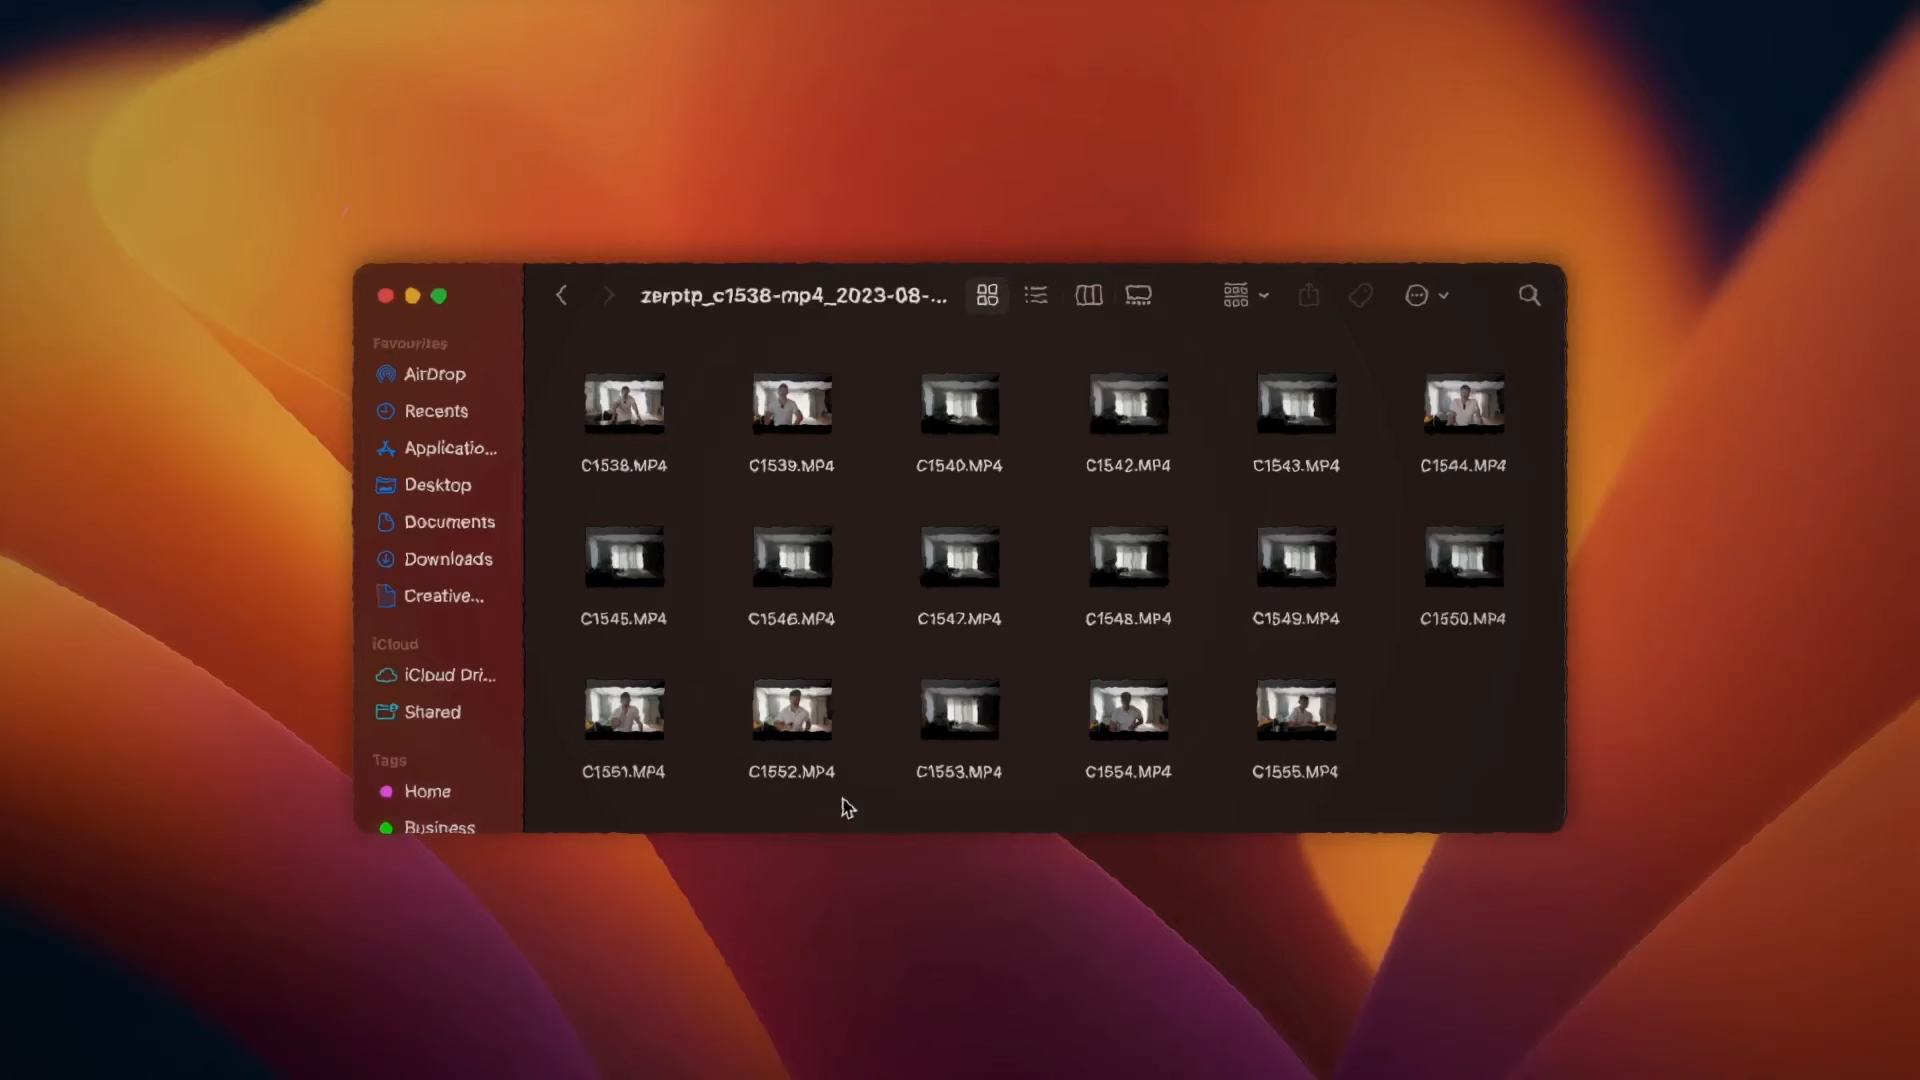 zerptp_c1538-mp4_2023-08-...
Favourites
AirDrop
Recents
Applicatio...
Desktop
Documents
Downloads
Creative...
iCloud
iCloud Dri...
Shared
Tags
Home
Business
C1538.MP4 C1539.MP4 C1540.MP4 C1542.MP4 C1543.MP4 C1544.MP4
C1545.MP4 C1546.MP4 C1547.MP4 C1548.MP4 C1549.MP4 C1550.MP4
C1551.MP4 C1552.MP4 C1553.MP4 C1554.MP4 C1555.MP4